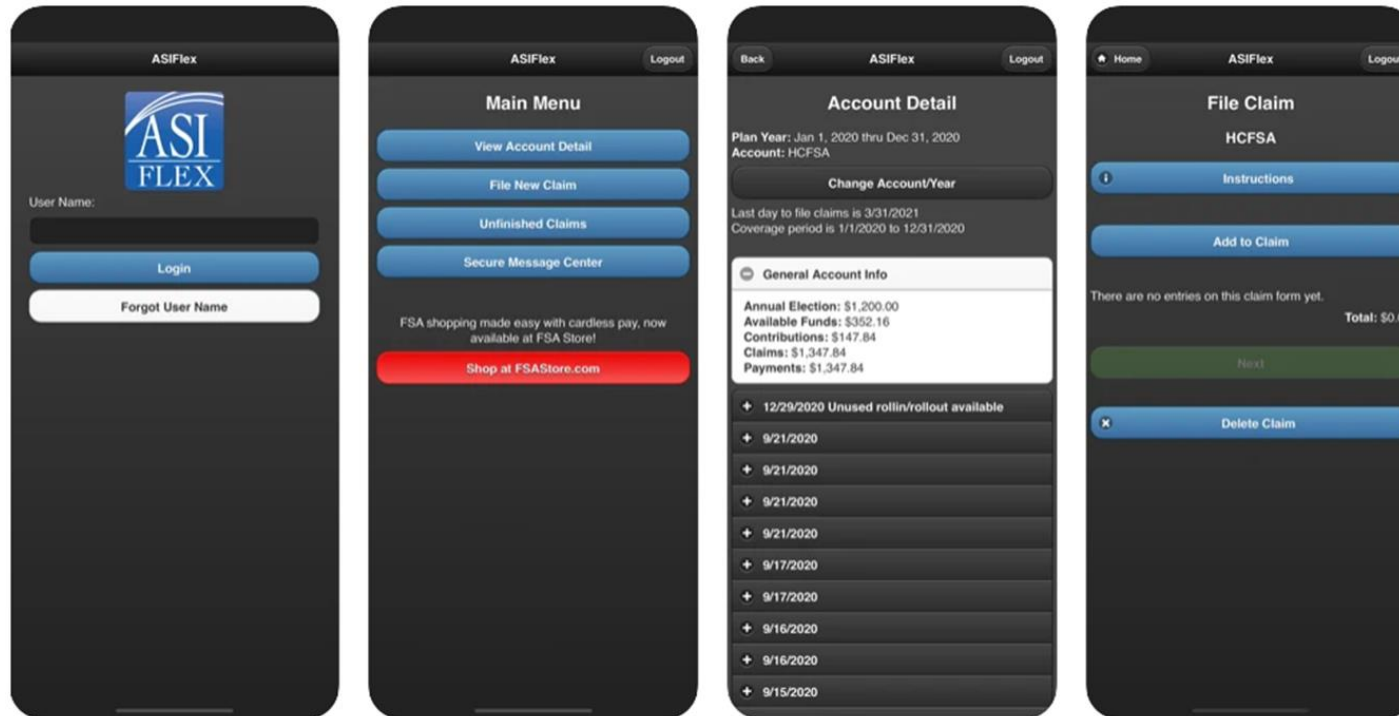 ASIFlex
ASI
FLEX
User Name:
Login
Forgot User Name
ASIFlex
Logout
Main Menu
View Account Detail
File New Claim
Unfinished Claims
Secure Message Center
FSA shopping made easy with cardless pay, now
available at FSA Store!
Shop at FSAStore.com
Back
ASIFlex
Logout
Account Detail
Plan Year: Jan 1, 2020 thru Dec 31, 2020
Account: HCFSA
Change Account/Year
Last day to file claims is 3/31/2021
Coverage period is 1/1/2020 to 12/31/2020
General Account Info
Annual Election: $1,200.00
Available Funds: $352.16
Contributions: $147.84
Claims: $1,347.84
Payments: $1,347.84
12/29/2020 Unused rollin/rollout available
9/21/2020
9/21/2020
9/21/2020
9/21/2020
9/17/2020
9/17/2020
9/16/2020
9/16/2020
9/15/2020
Home
ASIFlex
File Claim
HCFSA
Instructions
Add to Claim
There are no entries on this claim form yet.
Total:
Next
Delete Claim